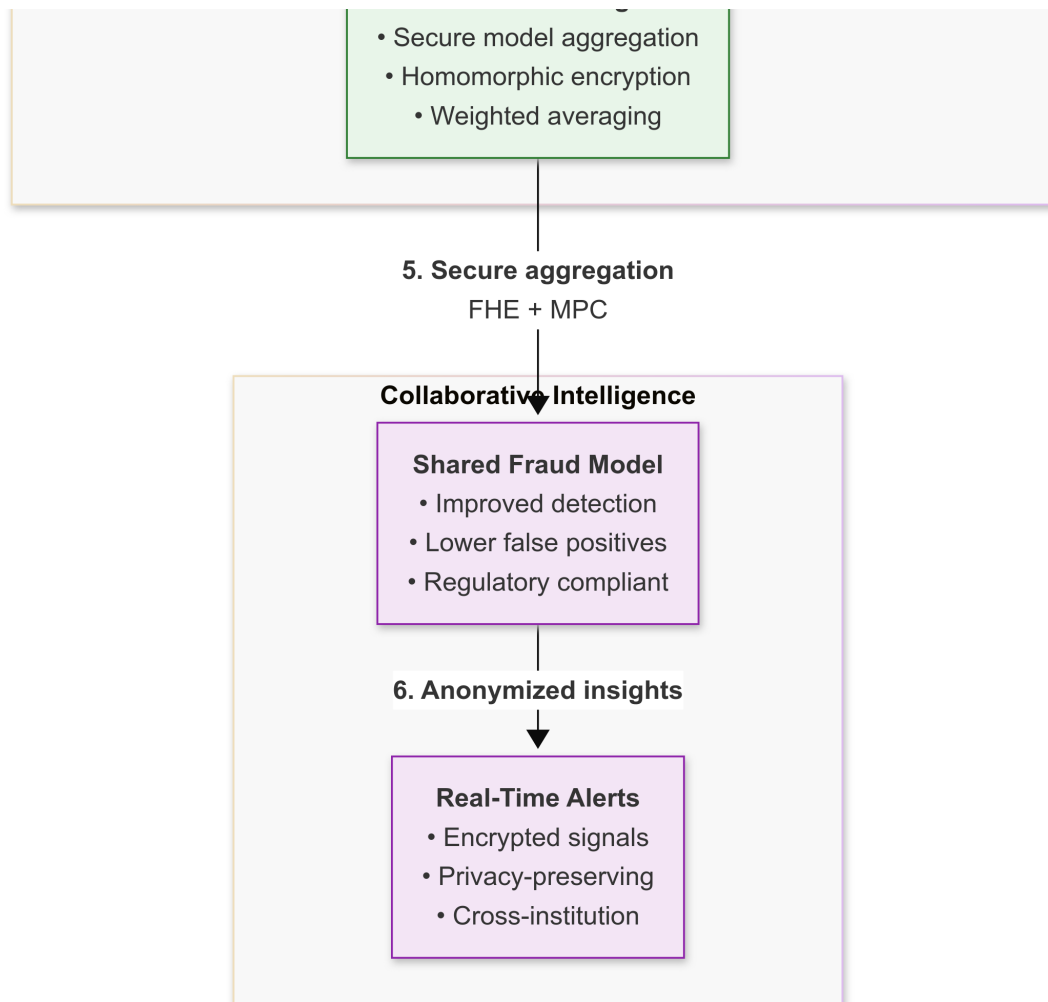 • Secure model aggregation
• Homomorphic encryption
• Weighted averaging
5. Secure aggregation
FHE + MPC
Collaborative Intelligence
Shared Fraud Model
• Improved detection
• Lower false positives
• Regulatory compliant
6. Anonymized insights
Real-Time Alerts
• Encrypted signals
• Privacy-preserving
• Cross-institution